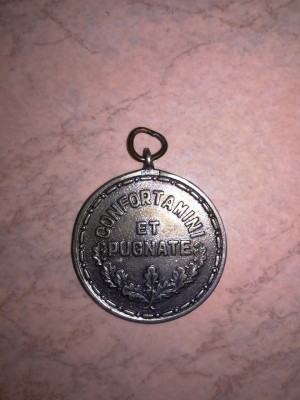 CONFORTAMINI
ET
PUGNATE